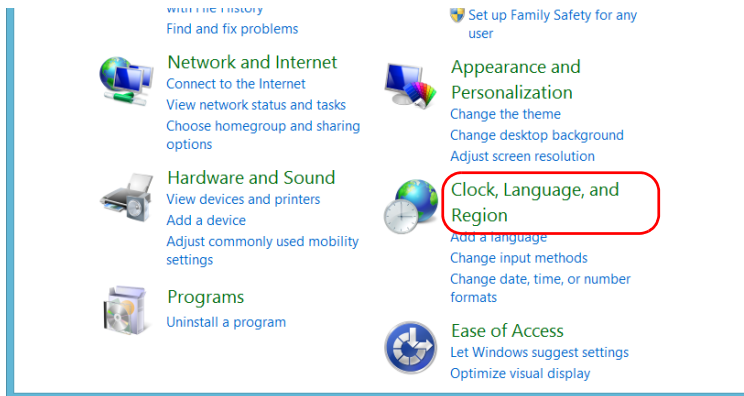 with File History
Find and fix problems
Network and Internet
Connect to the Internet
View network status and tasks
Choose homegroup and sharing
options
Hardware and Sound
View devices and printers
Add a device
Adjust commonly used mobility
settings
Programs
Uninstall a program
Set up Family Safety for any
user
Appearance and
Personalization
Change the theme
Change desktop background
Adjust screen resolution
Clock, Language, and
Region
Add a language
Change input methods
Change date, time, or number
formats
Ease of Access
Let Windows suggest settings
Optimize visual display